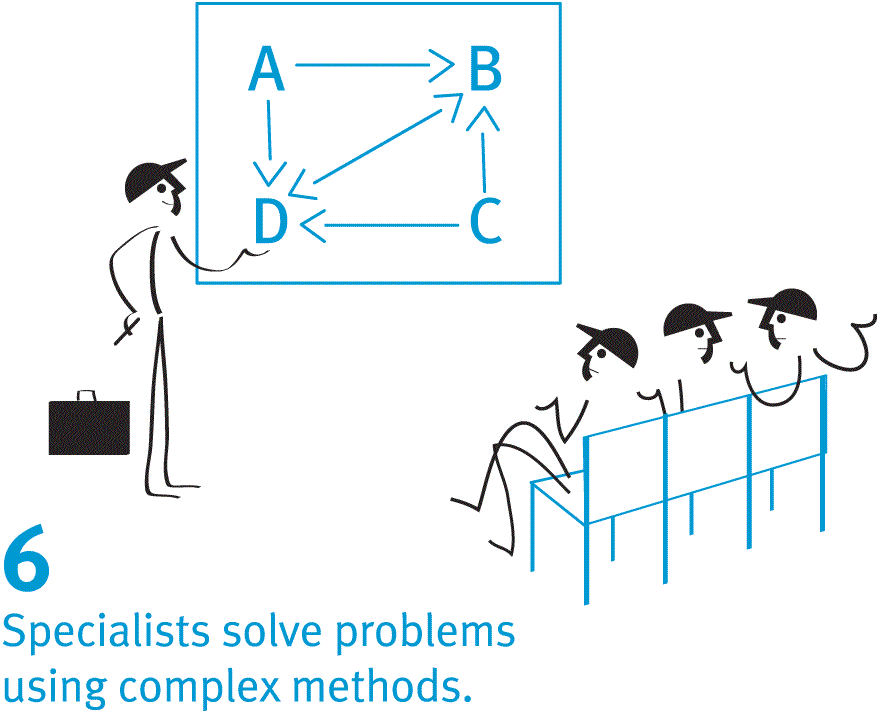 A B
D C
6
Specialists solve problems
using complex methods.